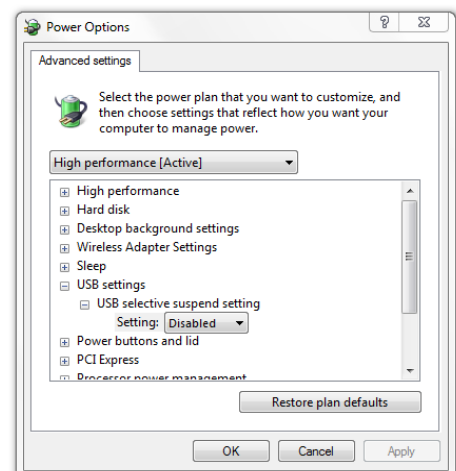 Power Options
Advanced settings
Select the power plan that you want to customize, and
then choose settings that reflect how you want your
computer to manage power.
High performance [Active]
High performance
Hard disk
Desktop background settings
Wireless Adapter Settings
Sleep
USB settings
USB selective suspend setting
Setting: Disabled
Power buttons and lid
PCI Express
Processor power management
Restore plan defaults
OK Cancel Apply